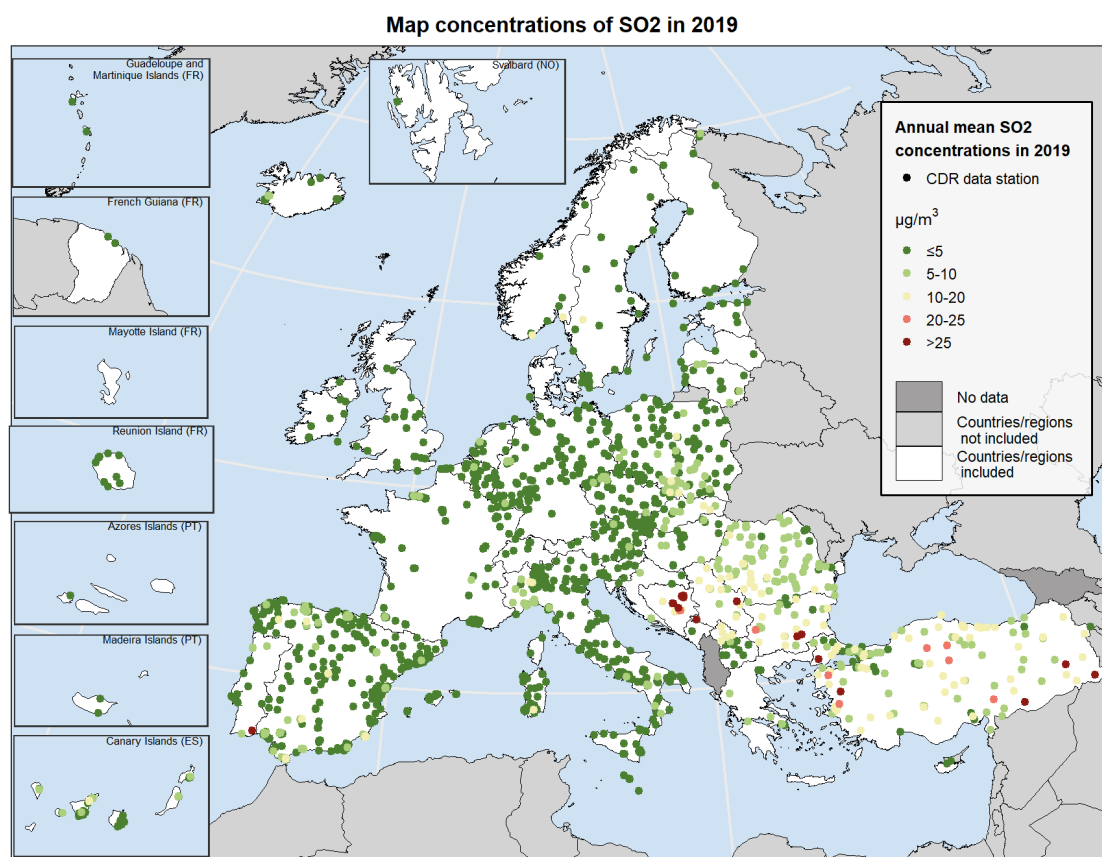 Map concentrations of SO2 in 2019
Guadeloupe and
Martinique Islands (FR)
Svalbard (NO)
French Guiana (FR)
Mayotte Island (FR)
Reunion Island (FR)
Azores Islands (PT)
Madeira Islands (PT)
Canary Islands (ES)
Annual mean SO2
concentrations in 2019
CDR data station
µg/m³
≤5
5-10
10-20
20-25
>25
No data
Countries/regions
not included
Countries/regions
included